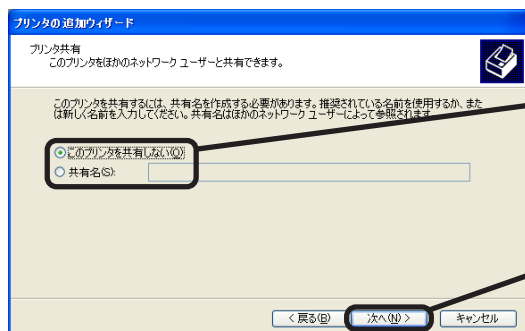 プリンタの追加ウィザード
プリンタ共有
このプリンタをほかのネットワーク ユーザーと共有できます。
このプリンタを共有するには、共有名を作成する必要があります。推奨されている名前を使用するか、また
は新しく名前を入力してください。共有名はほかのネットワーク ユーザーによって参照されます。
このプリンタを共有しない(O)
共有名(S):
< 戻る(B)
次へ(N) >
キャンセル